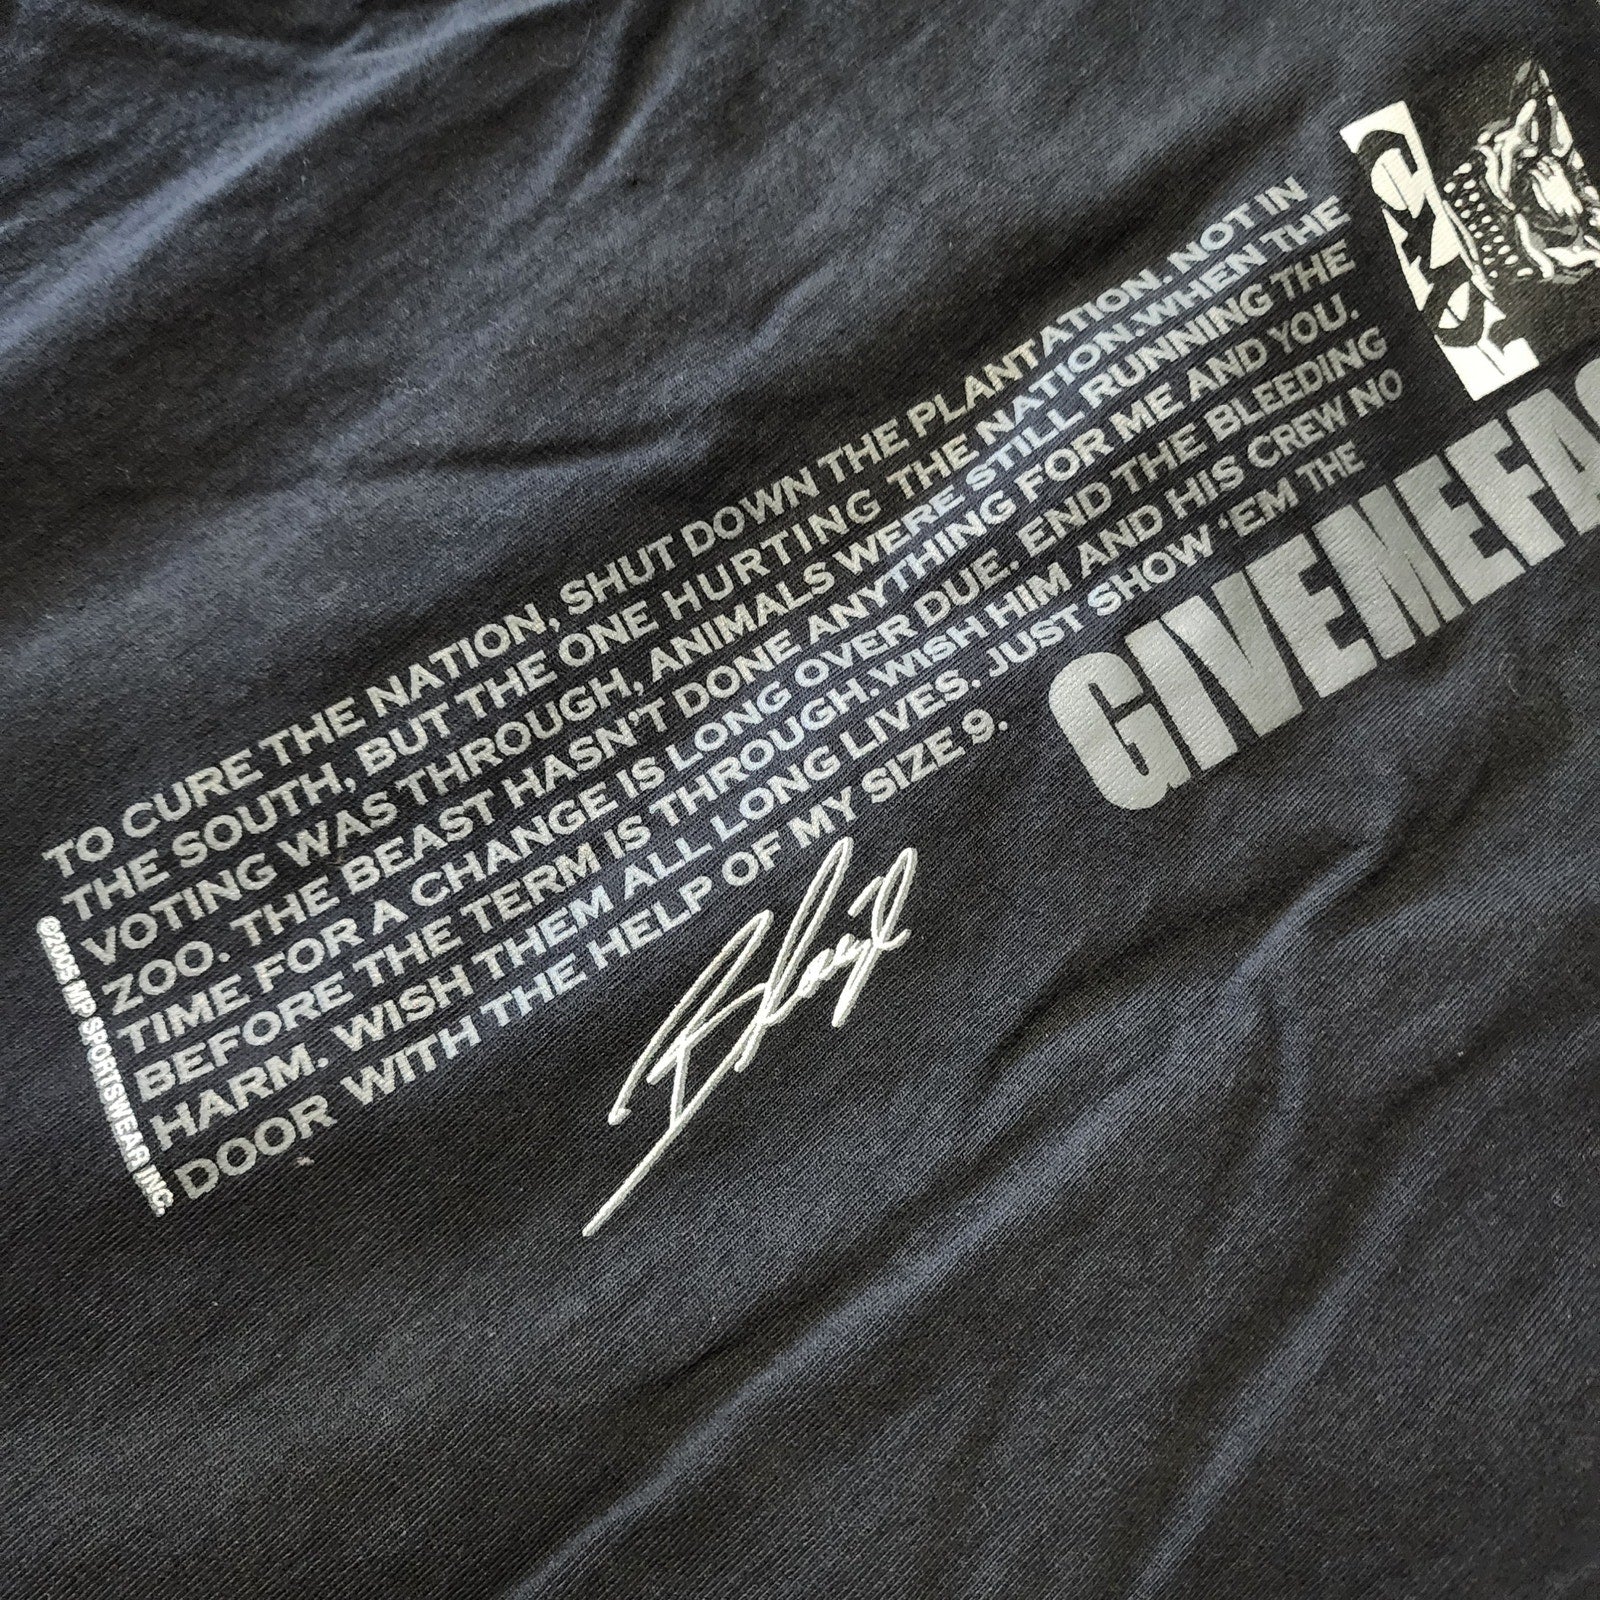 TO CURE THE NATION, SHUT DOWN THE PLANTATION. NOT IN
THE SOUTH, BUT THE ONE HURTING THE NATION.WHEN THE
VOTING WAS THROUGH, ANIMALS WERE STILL RUNNING THE
ZOO. THE BEAST HASN'T DONE ANYTHING FOR ME AND YOU.
TIME FOR A CHANGE IS LONG OVER DUE. END THE BLEEDING
BEFORE THE TERM IS THROUGH.WISH HIM AND HIS CREW NO
HARM. WISH THEM ALL LONG LIVES. JUST SHOW 'EM THE
DOOR WITH THE HELP OF MY SIZE 9.
©2005 MP SPORTSWEAR INC.